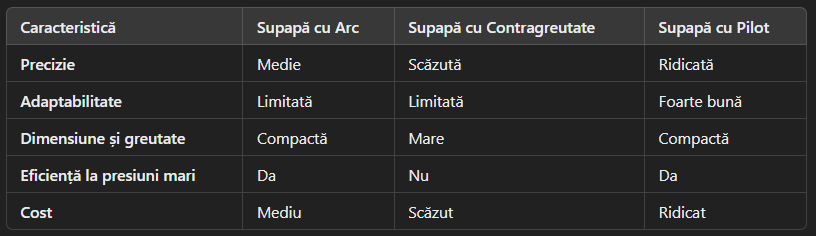 Caracteristică Supapă cu Arc Supapă cu Contragreutate Supapă cu Pilot
Precizie Medie Scăzută Ridicată
Adaptabilitate Limitată Limitată Foarte bună
Dimensiune și greutate Compactă Mare Compactă
Eficiență la presiuni mari Da Nu Da
Cost Mediu Scăzut Ridicat